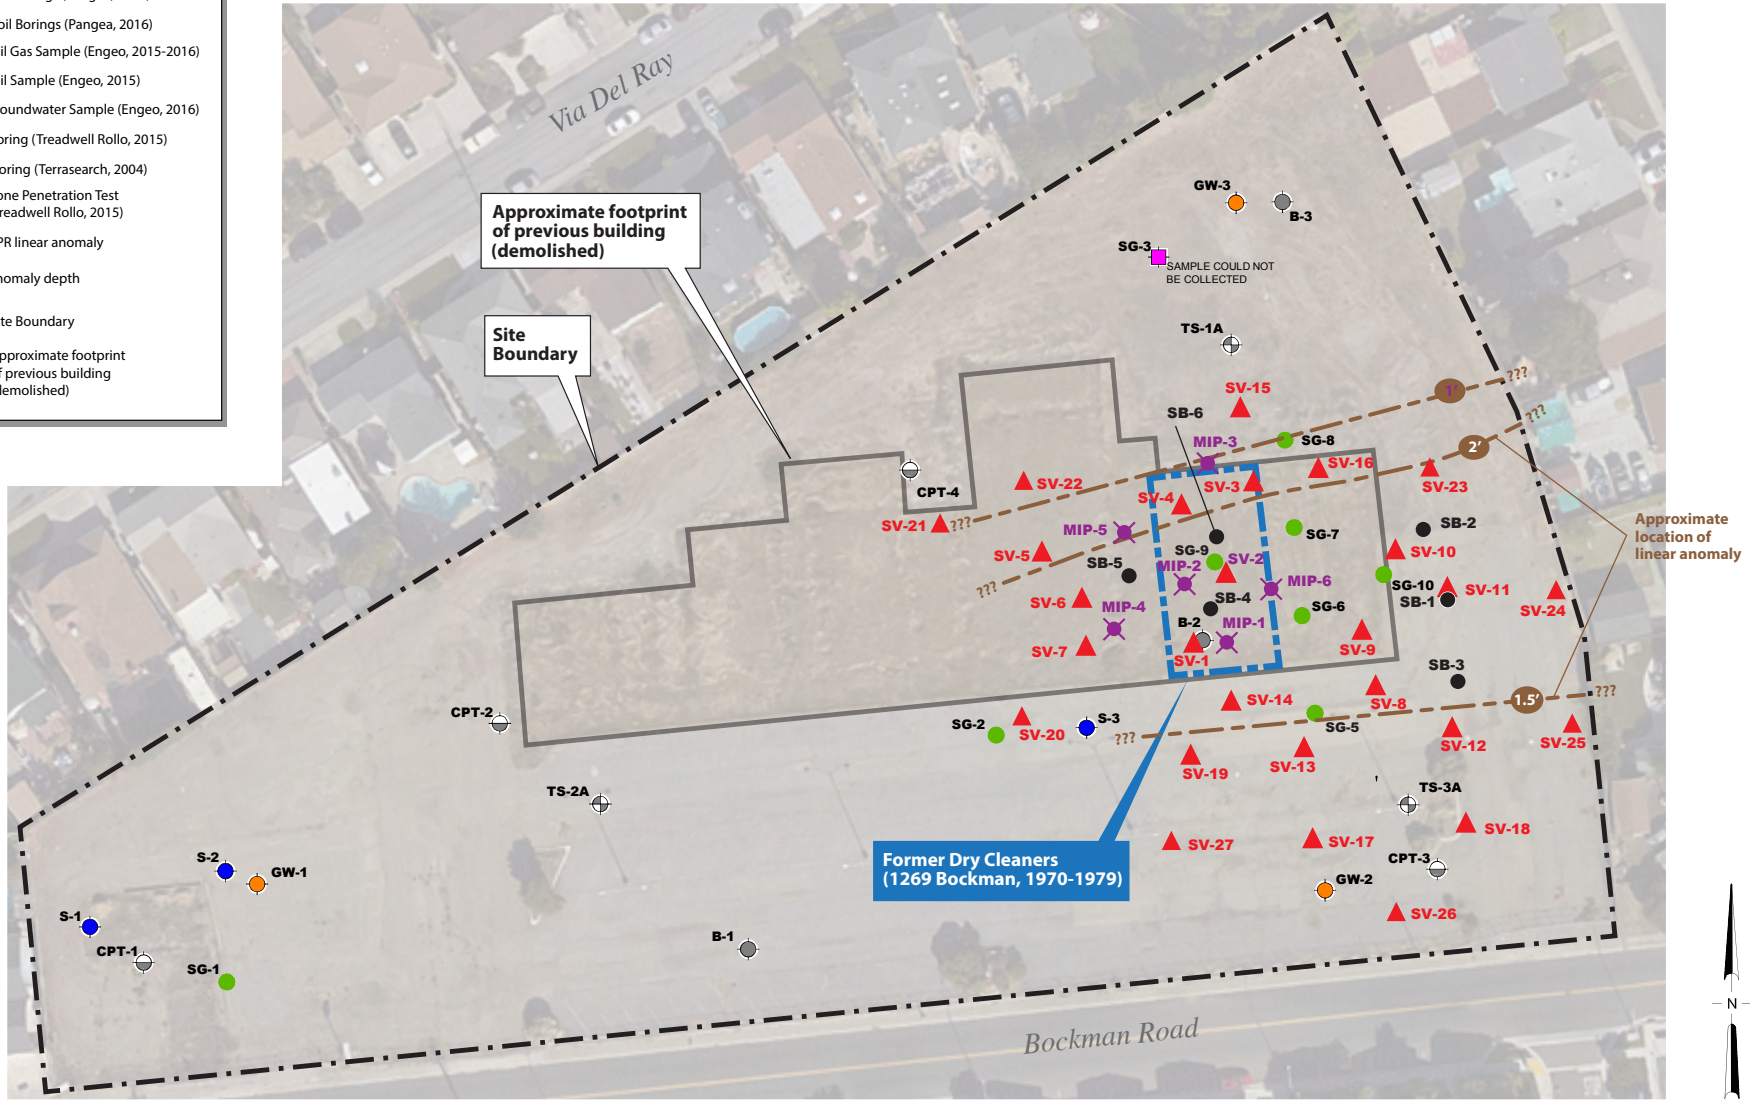 oil Borings (Pangea, 2016)
il Gas Sample (Engeo, 2015-2016)
il Sample (Engeo, 2015)
oundwater Sample (Engeo, 2016)
oring (Treadwell Rollo, 2015)
oring (Terrasearch, 2004)
one Penetration Test
readwell Rollo, 2015)
PR linear anomaly
nomaly depth
te Boundary
pproximate footprint
f previous building
demolished)
Via Del Ray
Approximate footprint
of previous building
(demolished)
Site
Boundary
GW-3
B-3
SG-3
SAMPLE COULD NOT
BE COLLECTED
TS-1A
SV-15
1'
???
SB-6
???
MIP-3
SG-8
2'
CPT-4
SV-22
SV-4
SV-3
SV-16
SV-23
SV-21
???
MIP-5
SG-7
SB-2
Approximate
location of
linear anomaly
SV-5
SG-9
SV-2
SV-10
SB-5
MIP-2
MIP-6
SG-10
SV-11
???
SV-6
SB-4
SG-6
SB-1
SV-24
MIP-4
B-2
MIP-1
SV-7
SV-1
SV-9
SB-3
CPT-2
SG-2
SV-20
S-3
SV-14
SV-8
1.5'
???
???
SG-5
SV-12
SV-25
SV-19
SV-13
TS-2A
TS-3A
SV-27
SV-17
SV-18
Former Dry Cleaners
(1269 Bockman, 1970-1979)
CPT-3
S-2
GW-1
GW-2
S-1
SV-26
CPT-1
SG-1
B-1
N
Bockman Road